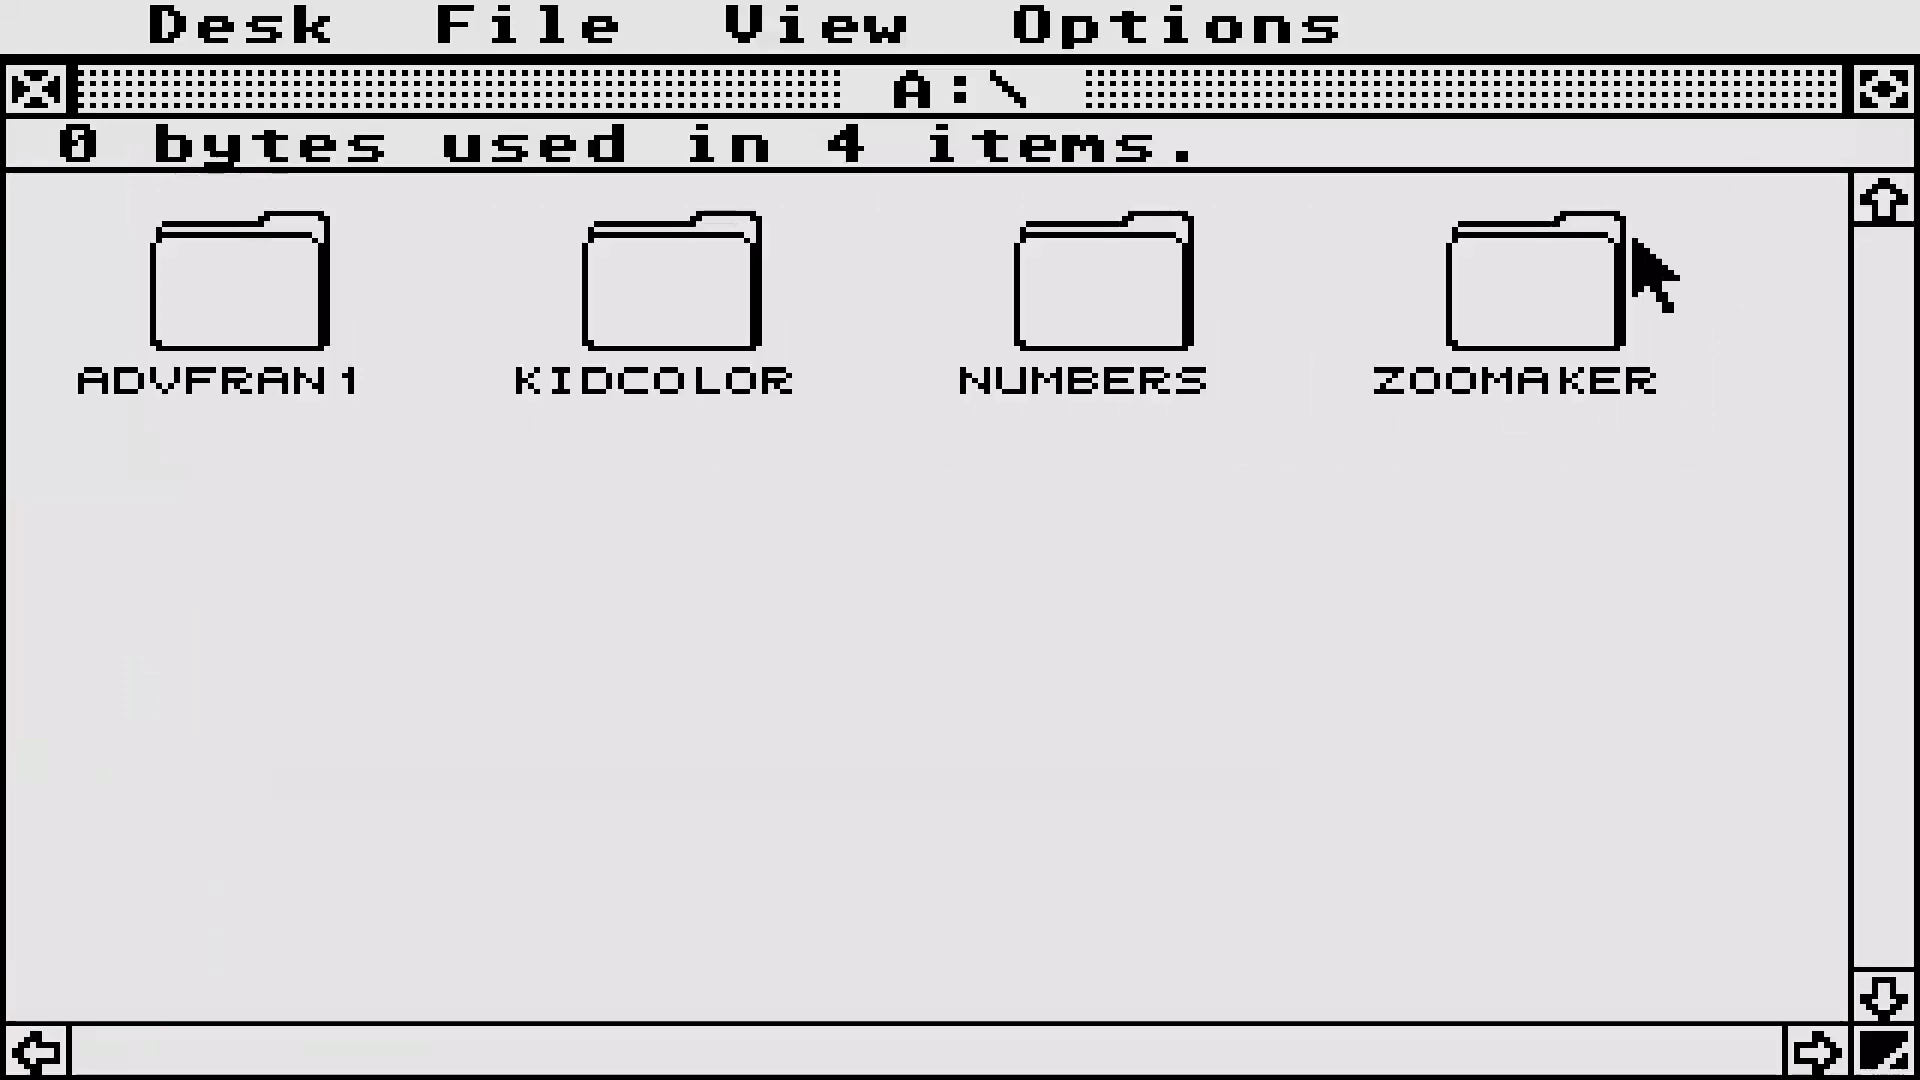 Desk File View Options
A:\
0 bytes used in 4 items.
ADVFRAN1 KIDCOLOR NUMBERS ZOOMAKER